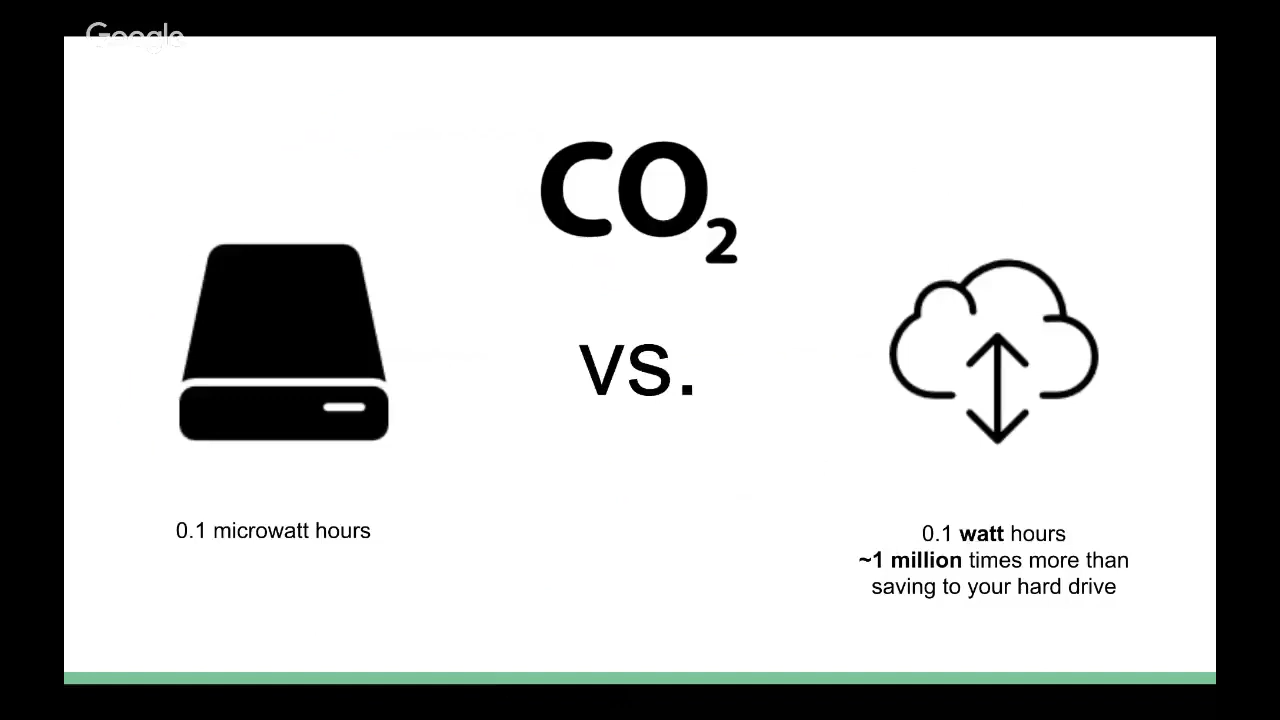 Google
CO₂
vs.
0.1 microwatt hours
0.1 watt hours
~1 million times more than
saving to your hard drive